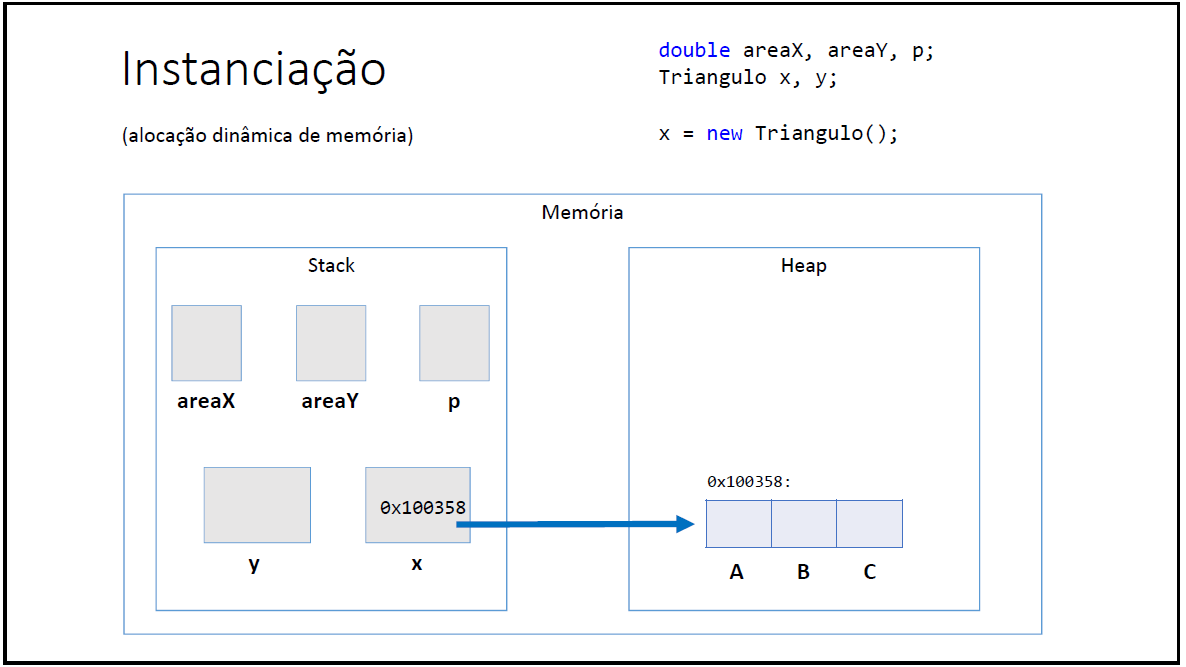 Instanciação
(alocação dinâmica de memória)
double areaX, areaY, p;
Triangulo x, y;
x = new Triangulo();
Memória
Stack
areaX areaY p
0x100358
y x
Heap
0x100358:
A B C